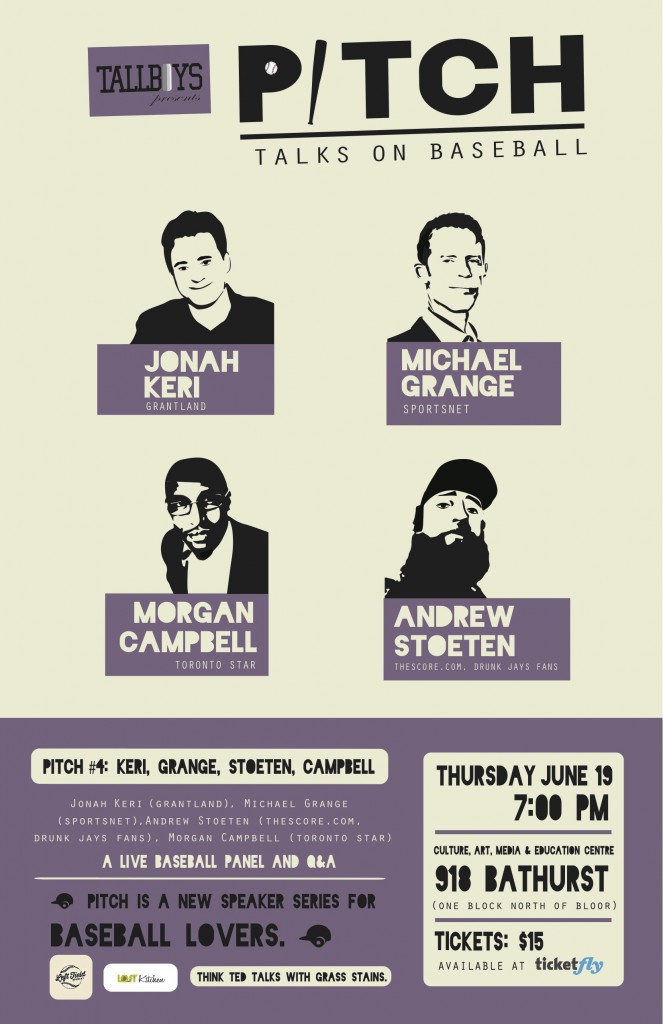 TALLBOYS
presents
PITCH
TALKS ON BASEBALL
JONAH
KERI
GRANTLAND
MICHAEL
GRANGE
SPORTSNET
MORGAN
CAMPBELL
TORONTO STAR
ANDREW
STOETEN
THESCORE.COM, DRUNK JAYS FANS
PITCH #4: KERI, GRANGE, STOETEN, CAMPBELL
JONAH KERI (GRANTLAND), MICHAEL GRANGE
(SPORTSNET),ANDREW STOETEN (THESCORE.COM,
DRUNK JAYS FANS), MORGAN CAMPBELL (TORONTO STAR)
A LIVE BASEBALL PANEL AND Q&A
PITCH IS A NEW SPEAKER SERIES FOR
BASEBALL LOVERS.
Left Field
LOST Kitchen
THINK TED TALKS WITH GRASS STAINS.
THURSDAY JUNE 19
7:00 PM
CULTURE, ART, MEDIA & EDUCATION CENTRE
918 BATHURST
(ONE BLOCK NORTH OF BLOOR)
TICKETS: $15
AVAILABLE AT ticketfly